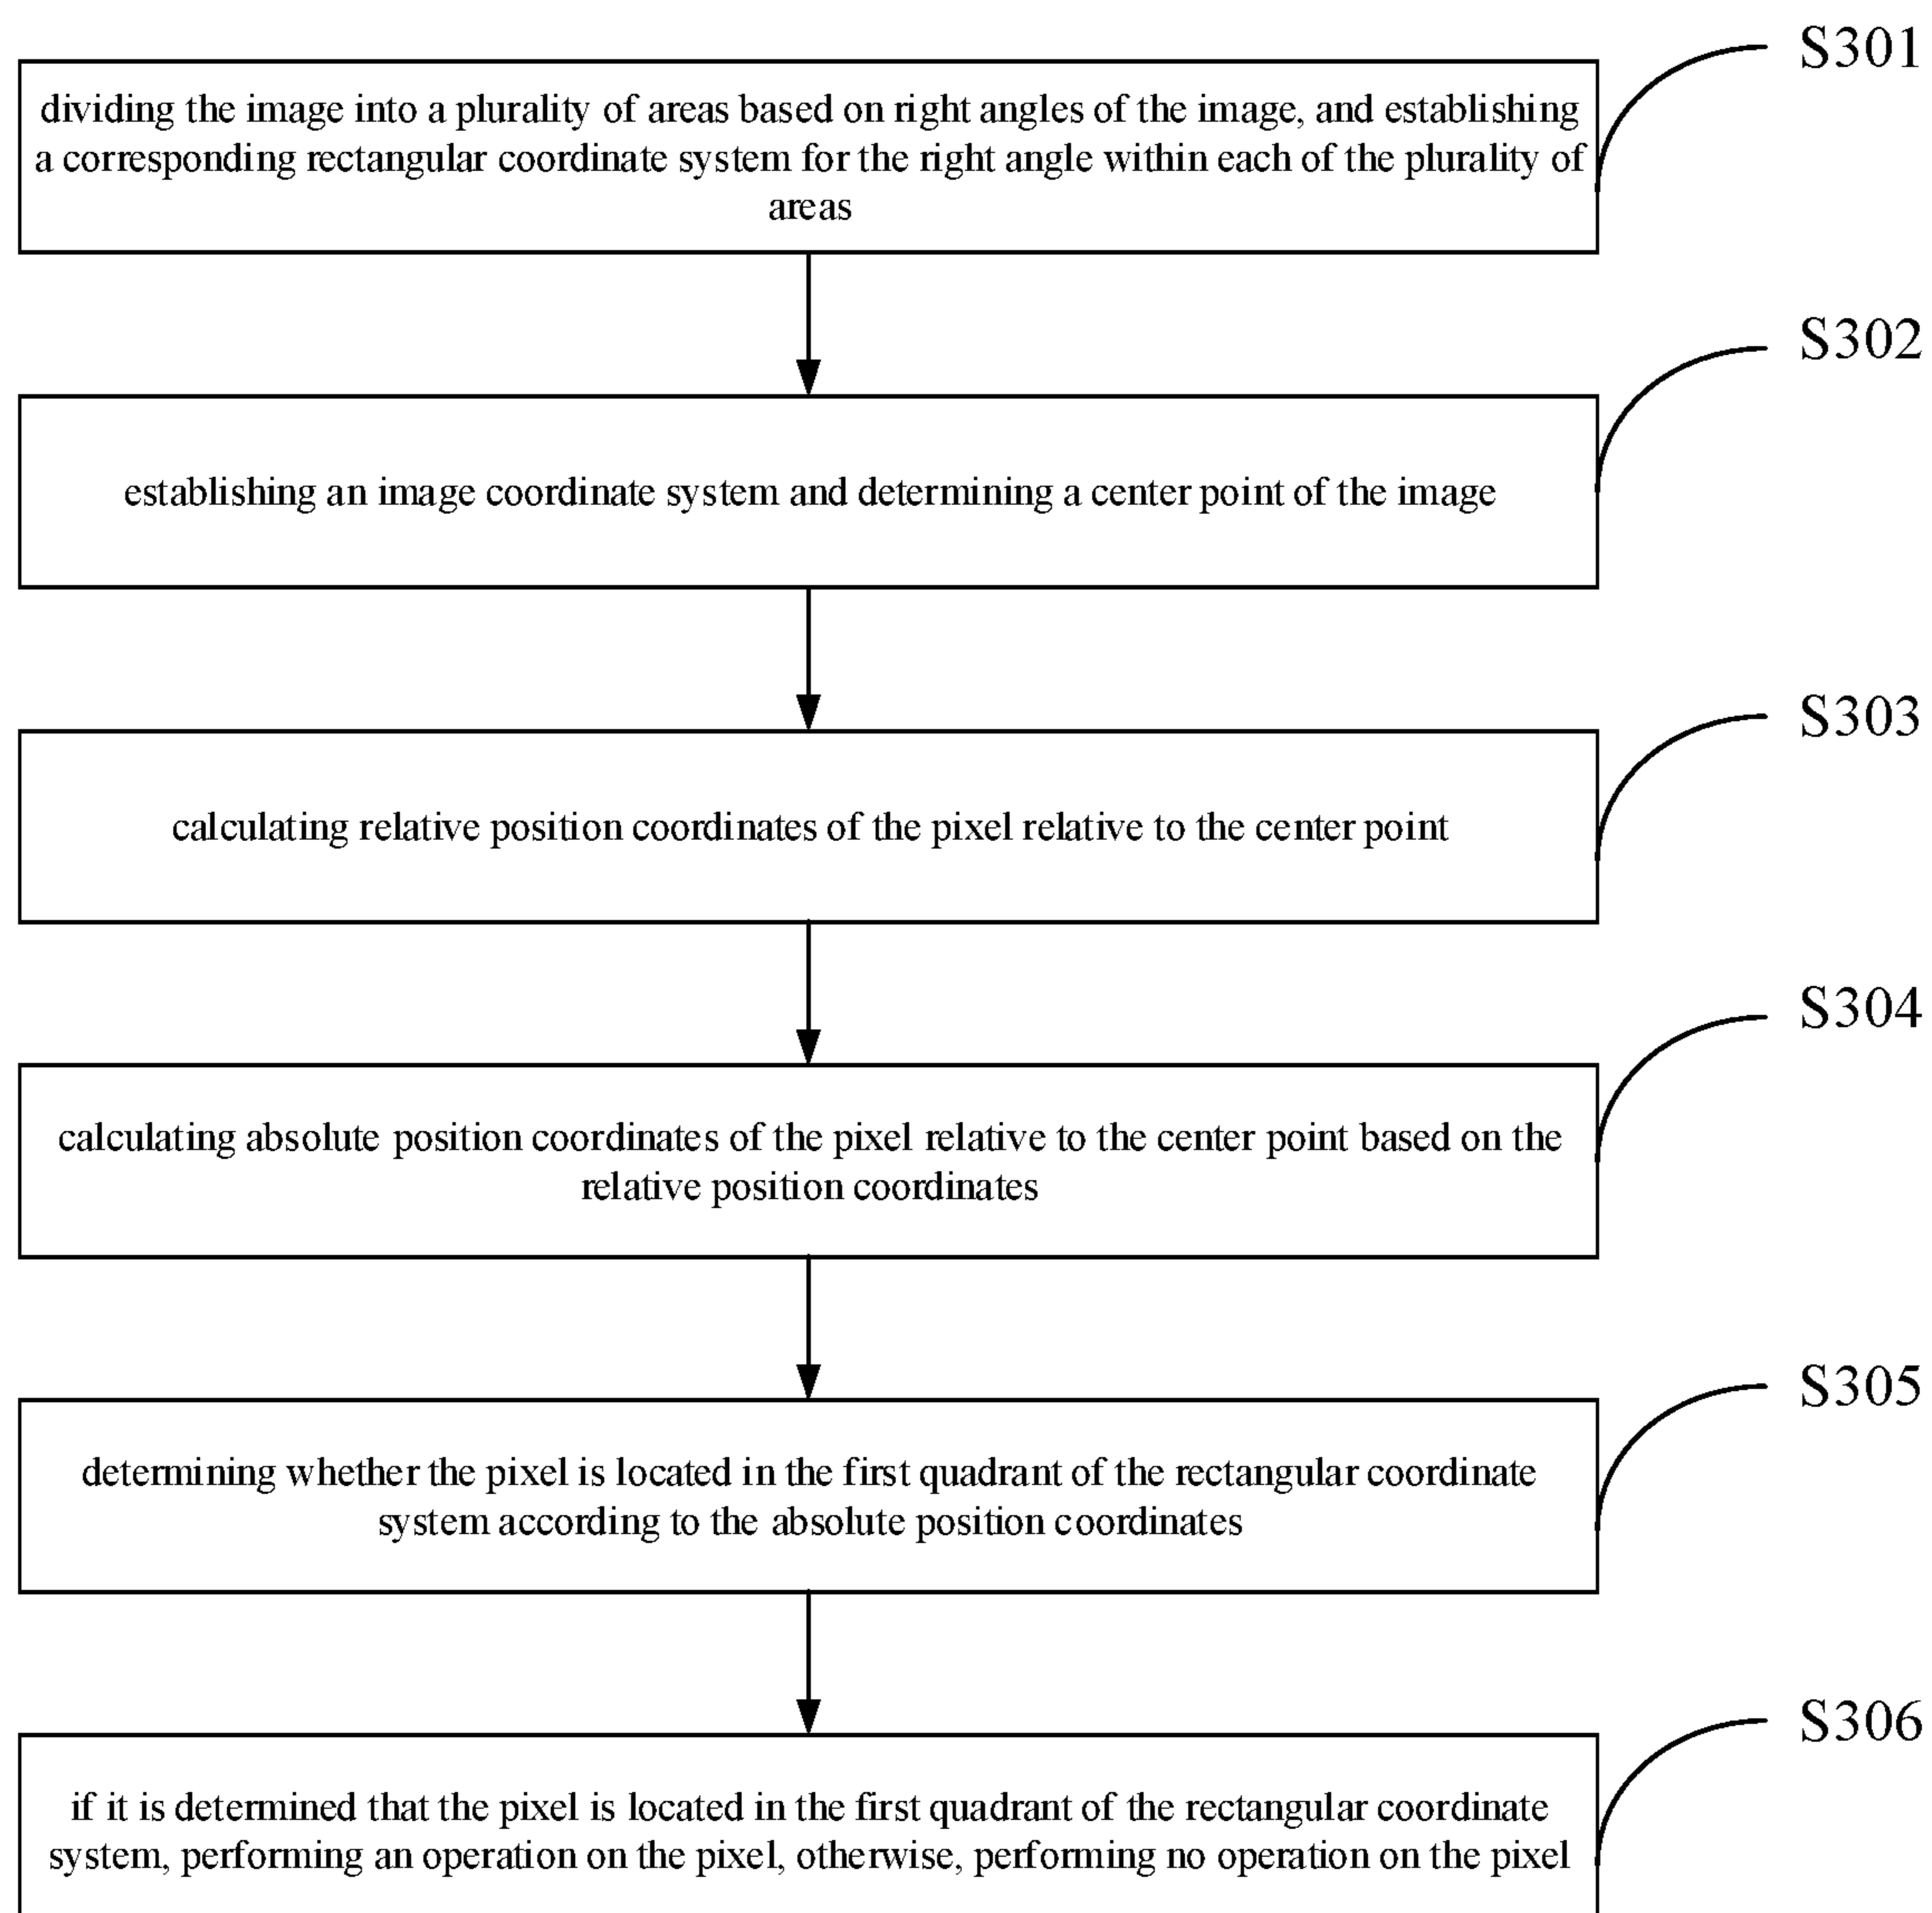 S301
dividing the image into a plurality of areas based on right angles of the image, and establishing
a corresponding rectangular coordinate system for the right angle within each of the plurality of
areas
S302
establishing an image coordinate system and determining a center point of the image
S303
calculating relative position coordinates of the pixel relative to the center point
S304
calculating absolute position coordinates of the pixel relative to the center point based on the
relative position coordinates
S305
determining whether the pixel is located in the first quadrant of the rectangular coordinate
system according to the absolute position coordinates
S306
if it is determined that the pixel is located in the first quadrant of the rectangular coordinate
system, performing an operation on the pixel, otherwise, performing no operation on the pixel